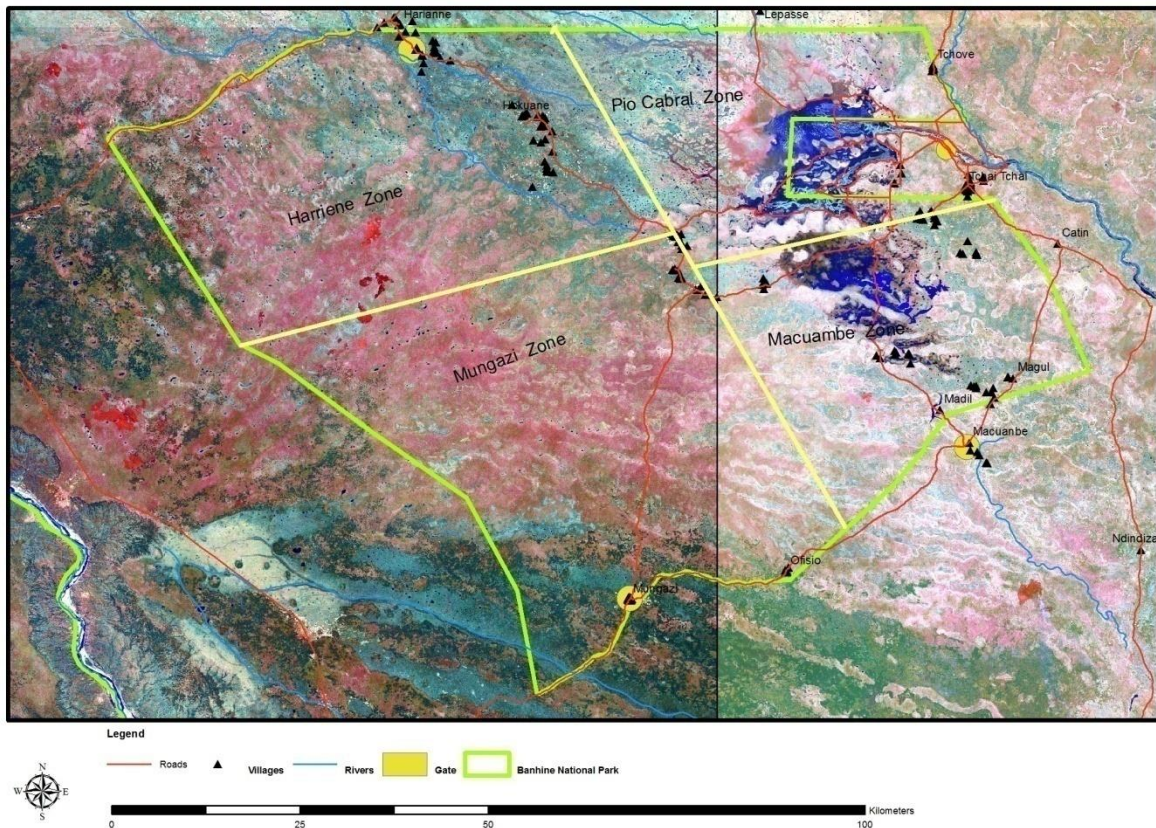 Harianne
Lepasse
Tchove
Hokuane
Pio Cabral Zone
Tchai Tchai
Harriene Zone
Catin
Macuambe Zone
Mungazi Zone
Magul
Madil
Macuanbe
Ndindiza
Ofisio
Mungazi
Legend
Roads
Villages
Rivers
Gate
Banhine National Park
N
W E
S
Kilometers
0 25 50 100